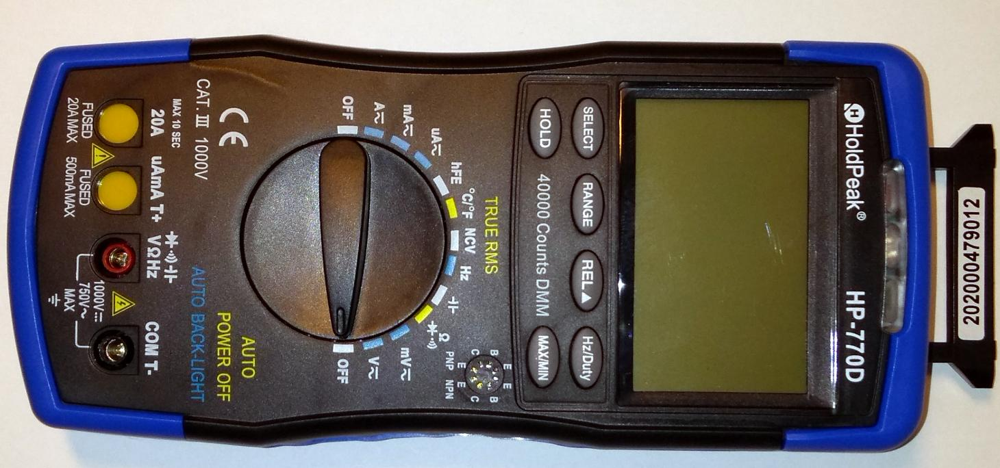 202000479012
HoldPeak® HP-770D
SELECT RANGE REL▲ Hz/Duty
HOLD 40000 Counts DMM MAX/MIN
TRUE RMS
B E
C E
E B
E C
PNP NPN
OFF
A⎓~
mA⎓~
uA⎓~
hFE
°C/°F
NCV
Hz
Ω
mV⎓~
V⎓~
OFF
CE
CAT. III 1000V
AUTO
POWER OFF
AUTO BACK-LIGHT
MAX 10 SEC
20A uAmA T+ VΩHz COM T-
FUSED
20A MAX
FUSED
500mA MAX
1000V⎓
750V~
MAX